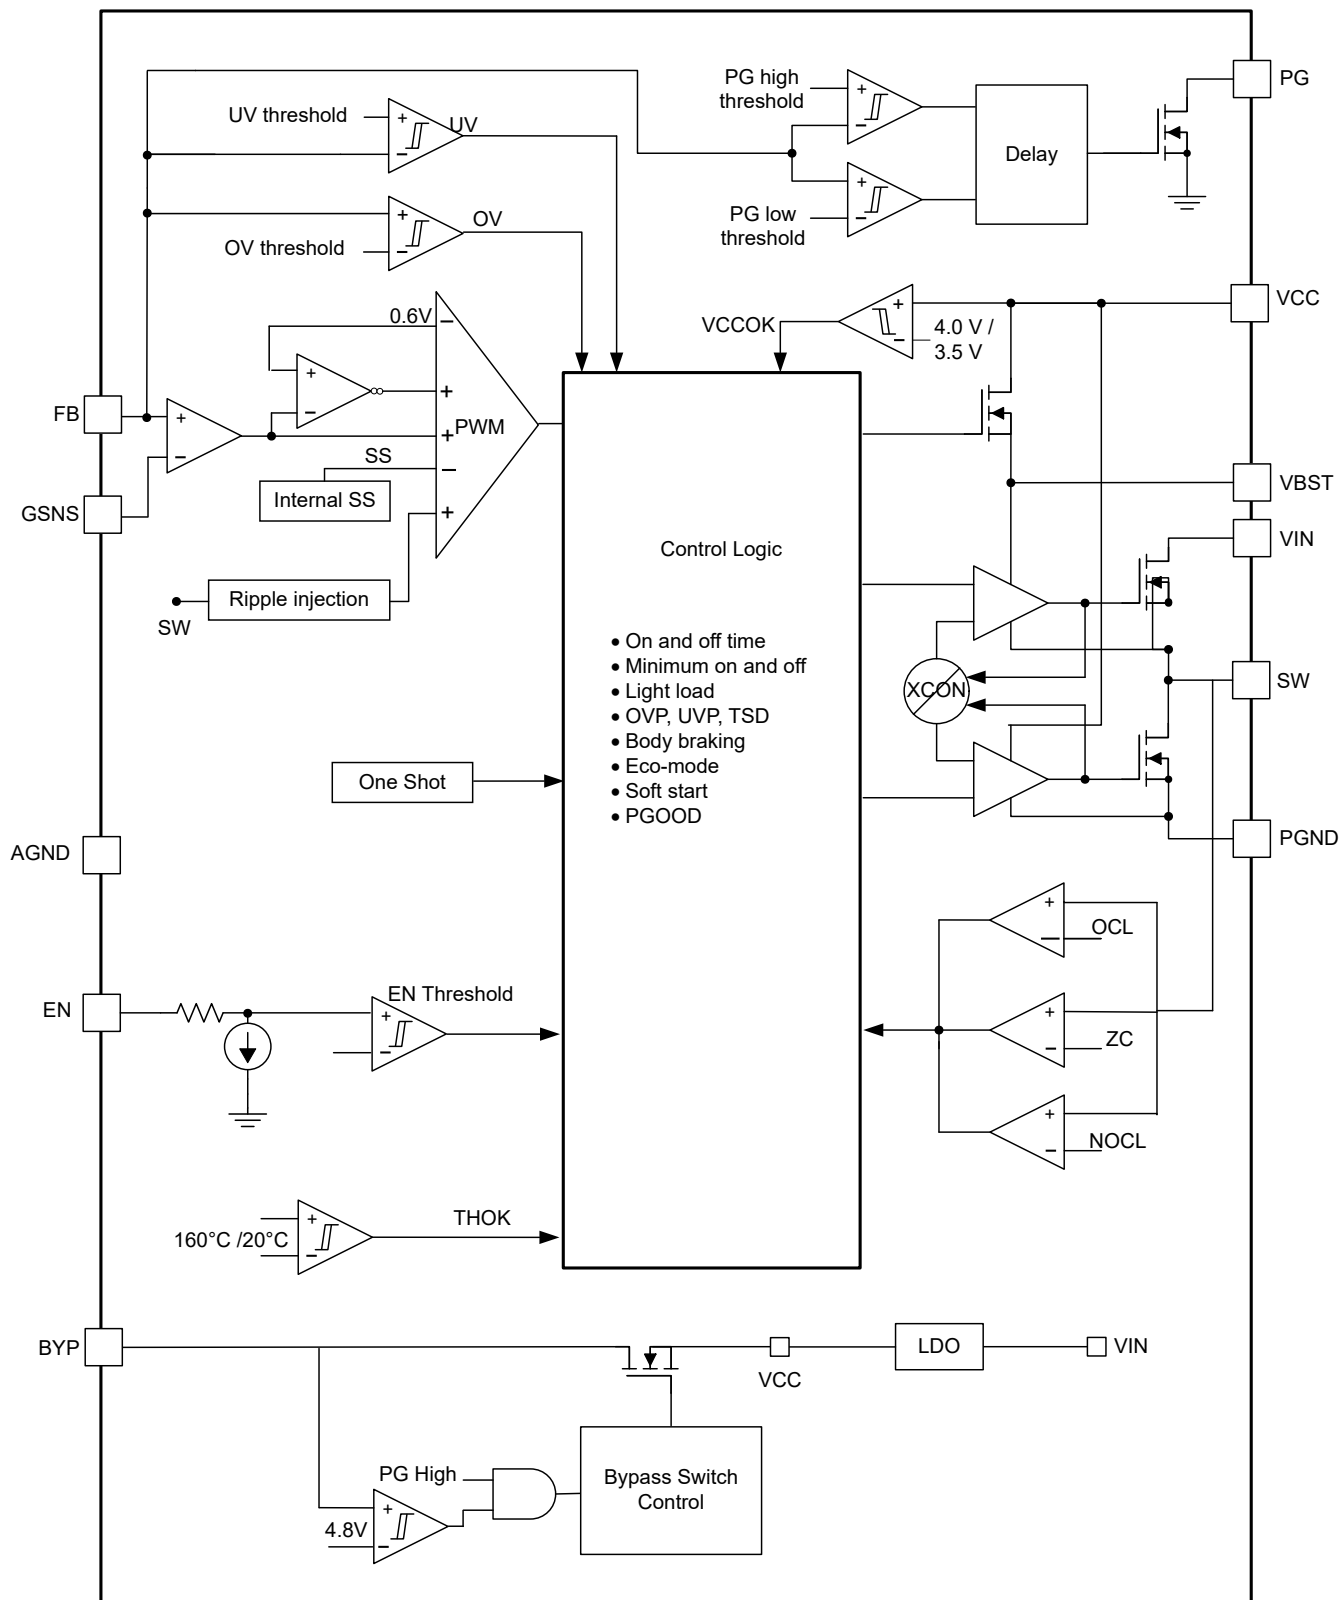 PG high
threshold
PG
UV threshold
+
UV
−
+
−
Delay
+
OV
OV threshold
−
PG low
threshold
+
−
VCC
0.6V
−
VCCOK
+
4.0 V /
3.5 V
−
+
−
+
FB
+
−
+
PWM
SS
−
VBST
Internal SS
GSNS
+
VIN
Control Logic
Ripple injection
SW
• On and off time
• Minimum on and off
• Light load
• OVP, UVP, TSD
• Body braking
• Eco-mode
• Soft start
• PGOOD
XCON
SW
One Shot
PGND
AGND
+
OCL
−
EN
EN Threshold
+
−
+
ZC
−
+
NOCL
−
+
160°C /20°C
−
THOK
BYP
LDO
VIN
VCC
PG High
Bypass Switch
Control
+
4.8V
−